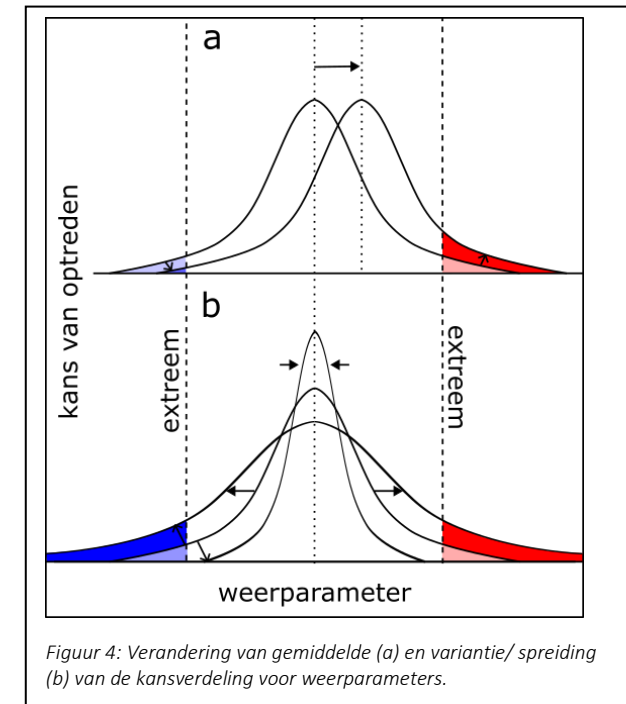 a
kans van optreden
b
extreem
extreem
weerparameter
Figuur 4: Verandering van gemiddelde (a) en variantie/ spreiding
(b) van de kansverdeling voor weerparameters.